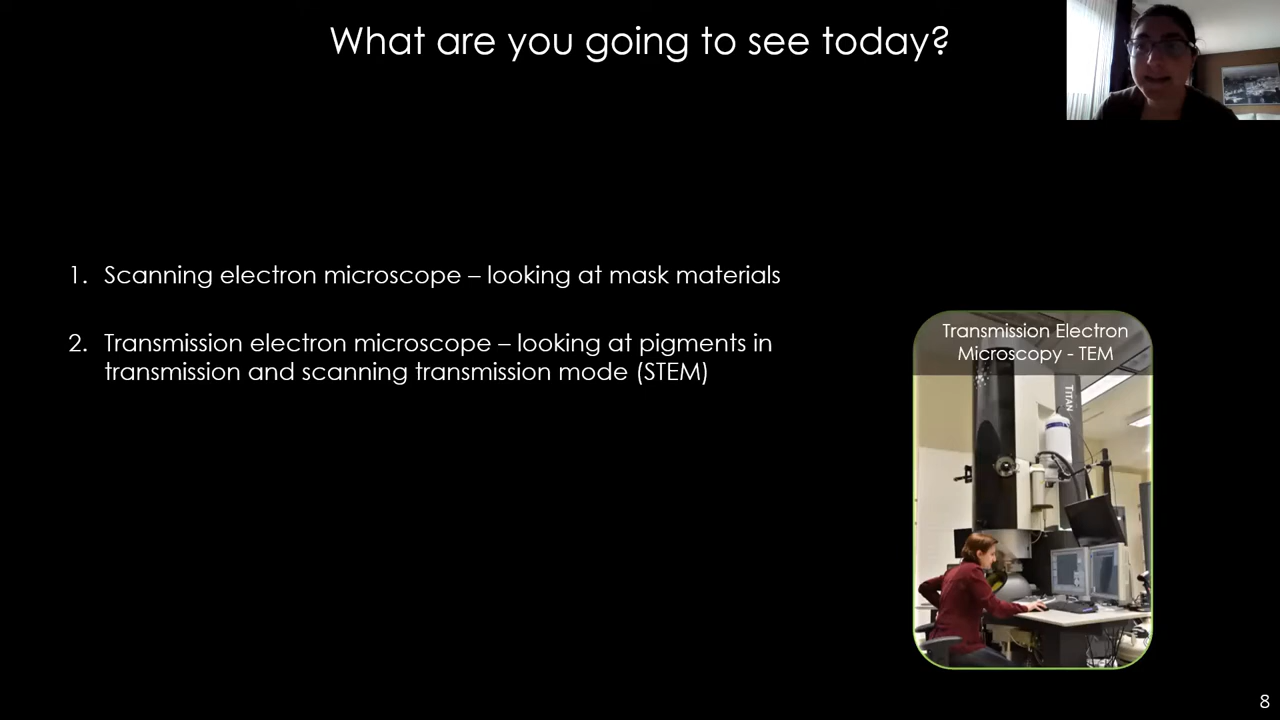 What are you going to see today?
1. Scanning electron microscope – looking at mask materials
2. Transmission electron microscope – looking at pigments in
transmission and scanning transmission mode (STEM)
Transmission Electron
Microscopy - TEM
TITAN
8